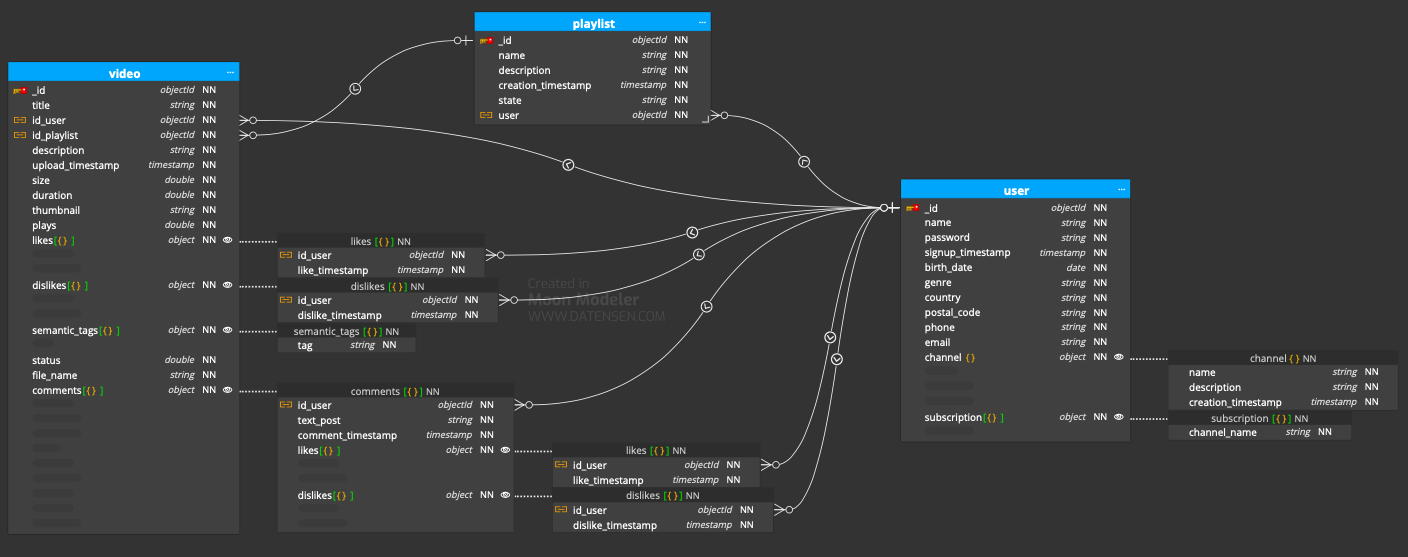 playlist ...
_id objectId NN
name string NN
description string NN
creation_timestamp timestamp NN
state string NN
user objectId NN
video ...
_id objectId NN
title string NN
id_user objectId NN
id_playlist objectId NN
description string NN
upload_timestamp timestamp NN
size double NN
duration double NN
thumbnail string NN
plays double NN
likes[{} ] object NN
dislikes[{} ] object NN
semantic_tags[{} ] object NN
status double NN
file_name string NN
comments[{} ] object NN
likes [{}] NN
id_user objectId NN
like_timestamp timestamp NN
dislikes [{}] NN
id_user objectId NN
dislike_timestamp timestamp NN
semantic_tags [{}] NN
tag string NN
comments [{}] NN
id_user objectId NN
text_post string NN
comment_timestamp timestamp NN
likes[{} ] object NN
dislikes[{} ] object NN
likes [{}] NN
id_user objectId NN
like_timestamp timestamp NN
dislikes [{}] NN
id_user objectId NN
dislike_timestamp timestamp NN
Created in
Moon Modeler
WWW.DATENSEN.COM
user ...
_id objectId NN
name string NN
password string NN
signup_timestamp timestamp NN
birth_date date NN
genre string NN
country string NN
postal_code string NN
phone string NN
email string NN
channel {} object NN
subscription[{} ] object NN
channel {} NN
name string NN
description string NN
creation_timestamp timestamp NN
subscription [{}] NN
channel_name string NN